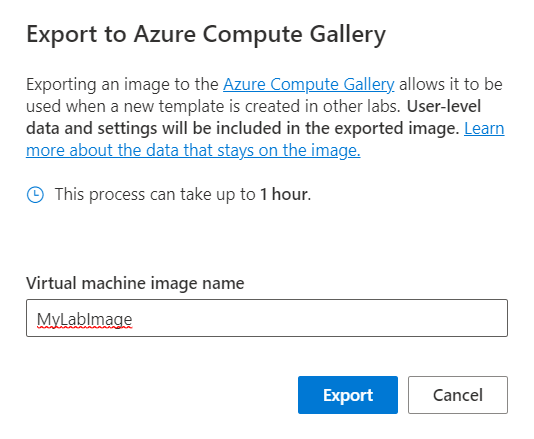 Export to Azure Compute Gallery
Exporting an image to the Azure Compute Gallery allows it to be
used when a new template is created in other labs. User-level
data and settings will be included in the exported image. Learn
more about the data that stays on the image.
This process can take up to 1 hour.
Virtual machine image name
MyLabImage
Export
Cancel